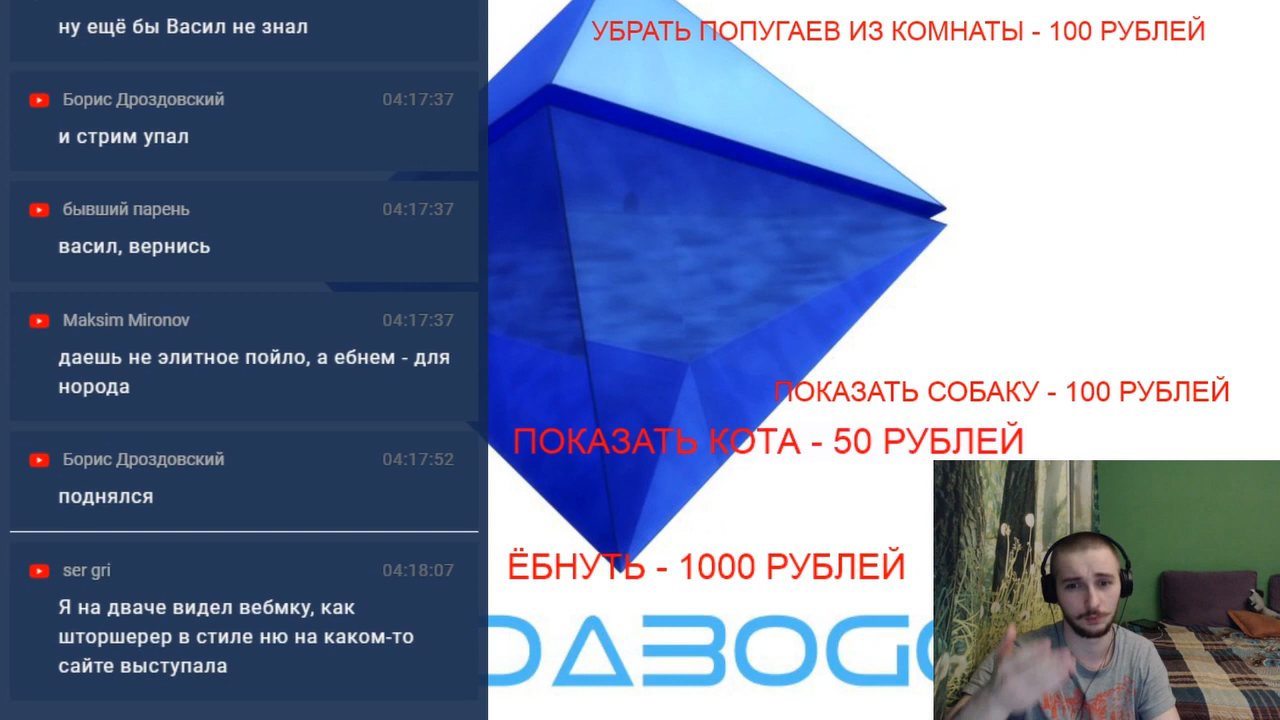 ну ещё бы Васил не знал
Борис Дроздовский 04:17:37
и стрим упал
бывший парень 04:17:37
васил, вернись
Maksim Mironov 04:17:37
даешь не элитное пойло, а ебнем - для
норода
Борис Дроздовский 04:17:52
поднялся
ser gri 04:18:07
Я на дваче видел вебмку, как
шторшерер в стиле ню на каком-то
сайте выступала
УБРАТЬ ПОПУГАЕВ ИЗ КОМНАТЫ - 100 РУБЛЕЙ
ПОКАЗАТЬ СОБАКУ - 100 РУБЛЕЙ
ПОКАЗАТЬ КОТА - 50 РУБЛЕЙ
ЁБНУТЬ - 1000 РУБЛЕЙ